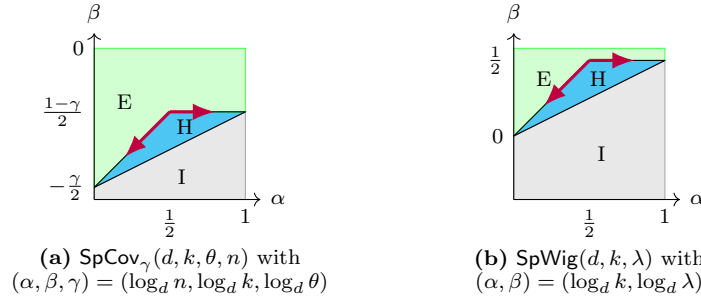 β
0
E
(1−γ)/2
H
−γ/2
I
α
1/2
1
(a) SpCovγ(d, k, θ, n) with
(α, β, γ) = (log_d n, log_d k, log_d θ)
β
1/2
E
H
0
I
α
1/2
1
(b) SpWig(d, k, λ) with
(α, β) = (log_d k, log_d λ)